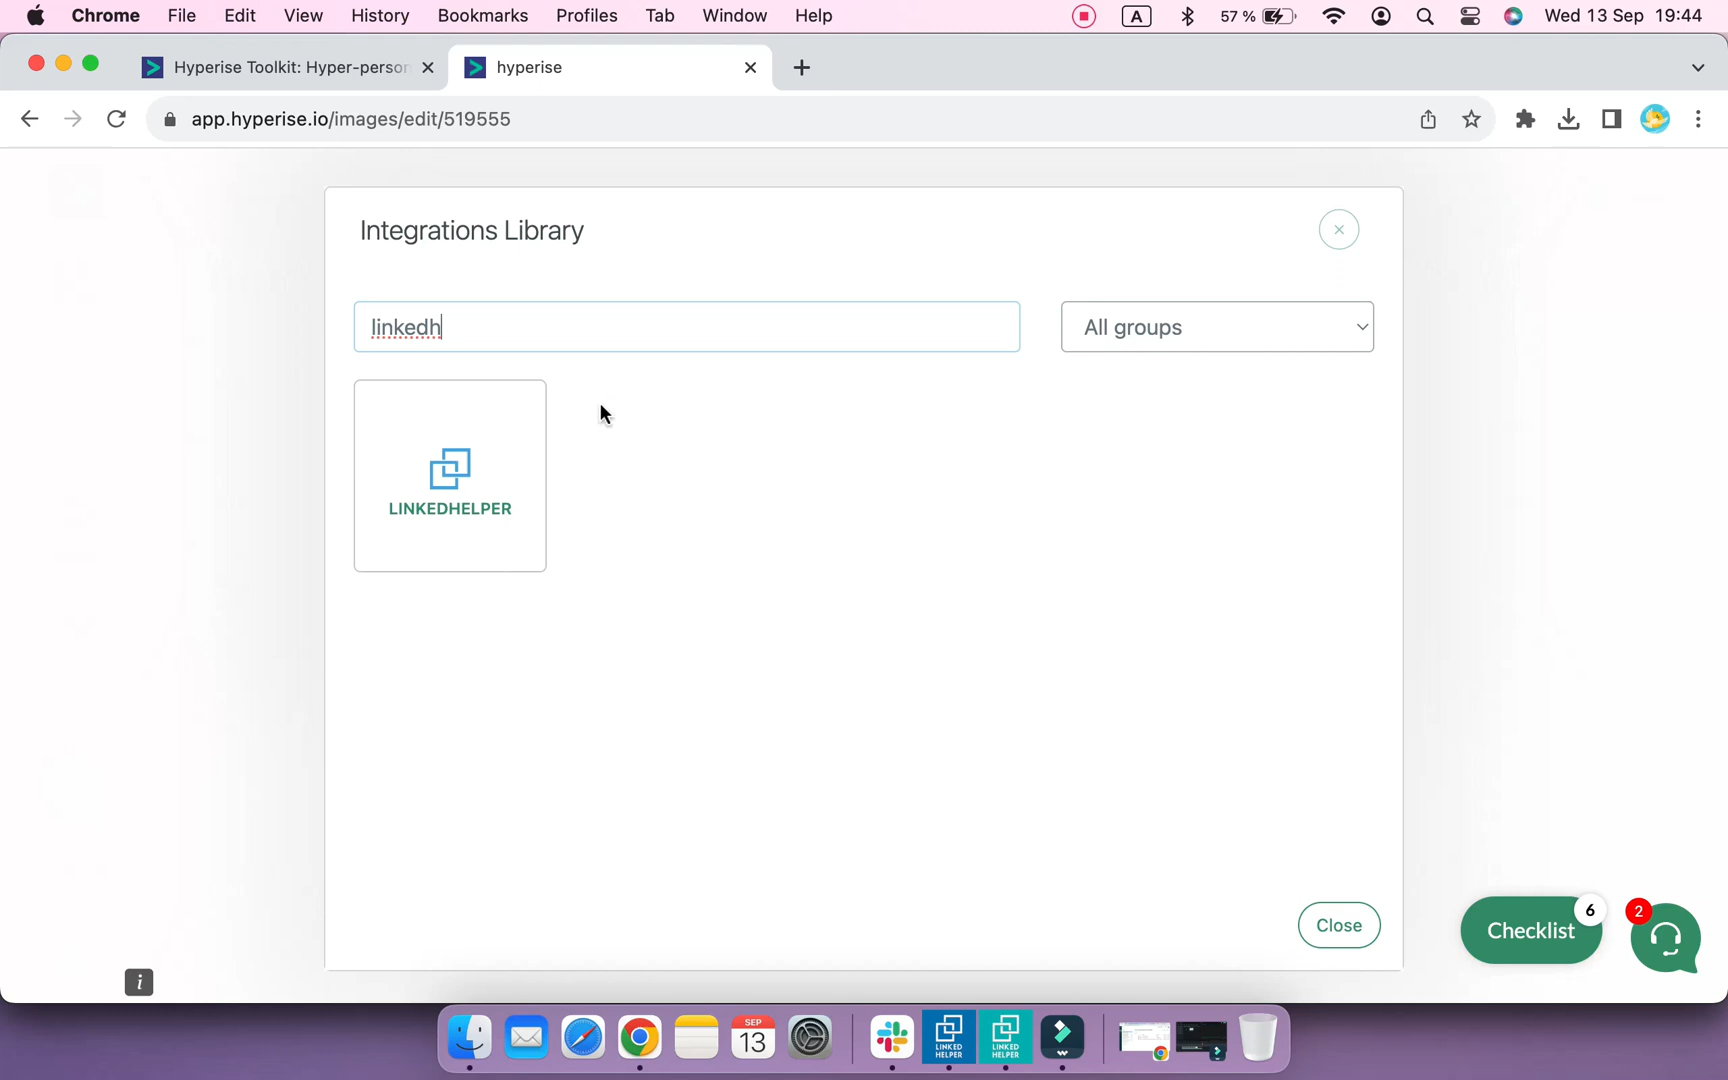 Chrome File Edit View History Bookmarks Profiles Tab Window Help A 57 % Wed 13 Sep 19:44
Hyperise Toolkit: Hyper-person hyperise
app.hyperise.io/images/edit/519555
Integrations Library
linkedh All groups
LINKEDHELPER
Close
Checklist 6
2
i
SEP
13
LINKED
HELPER
LINKED
HELPER